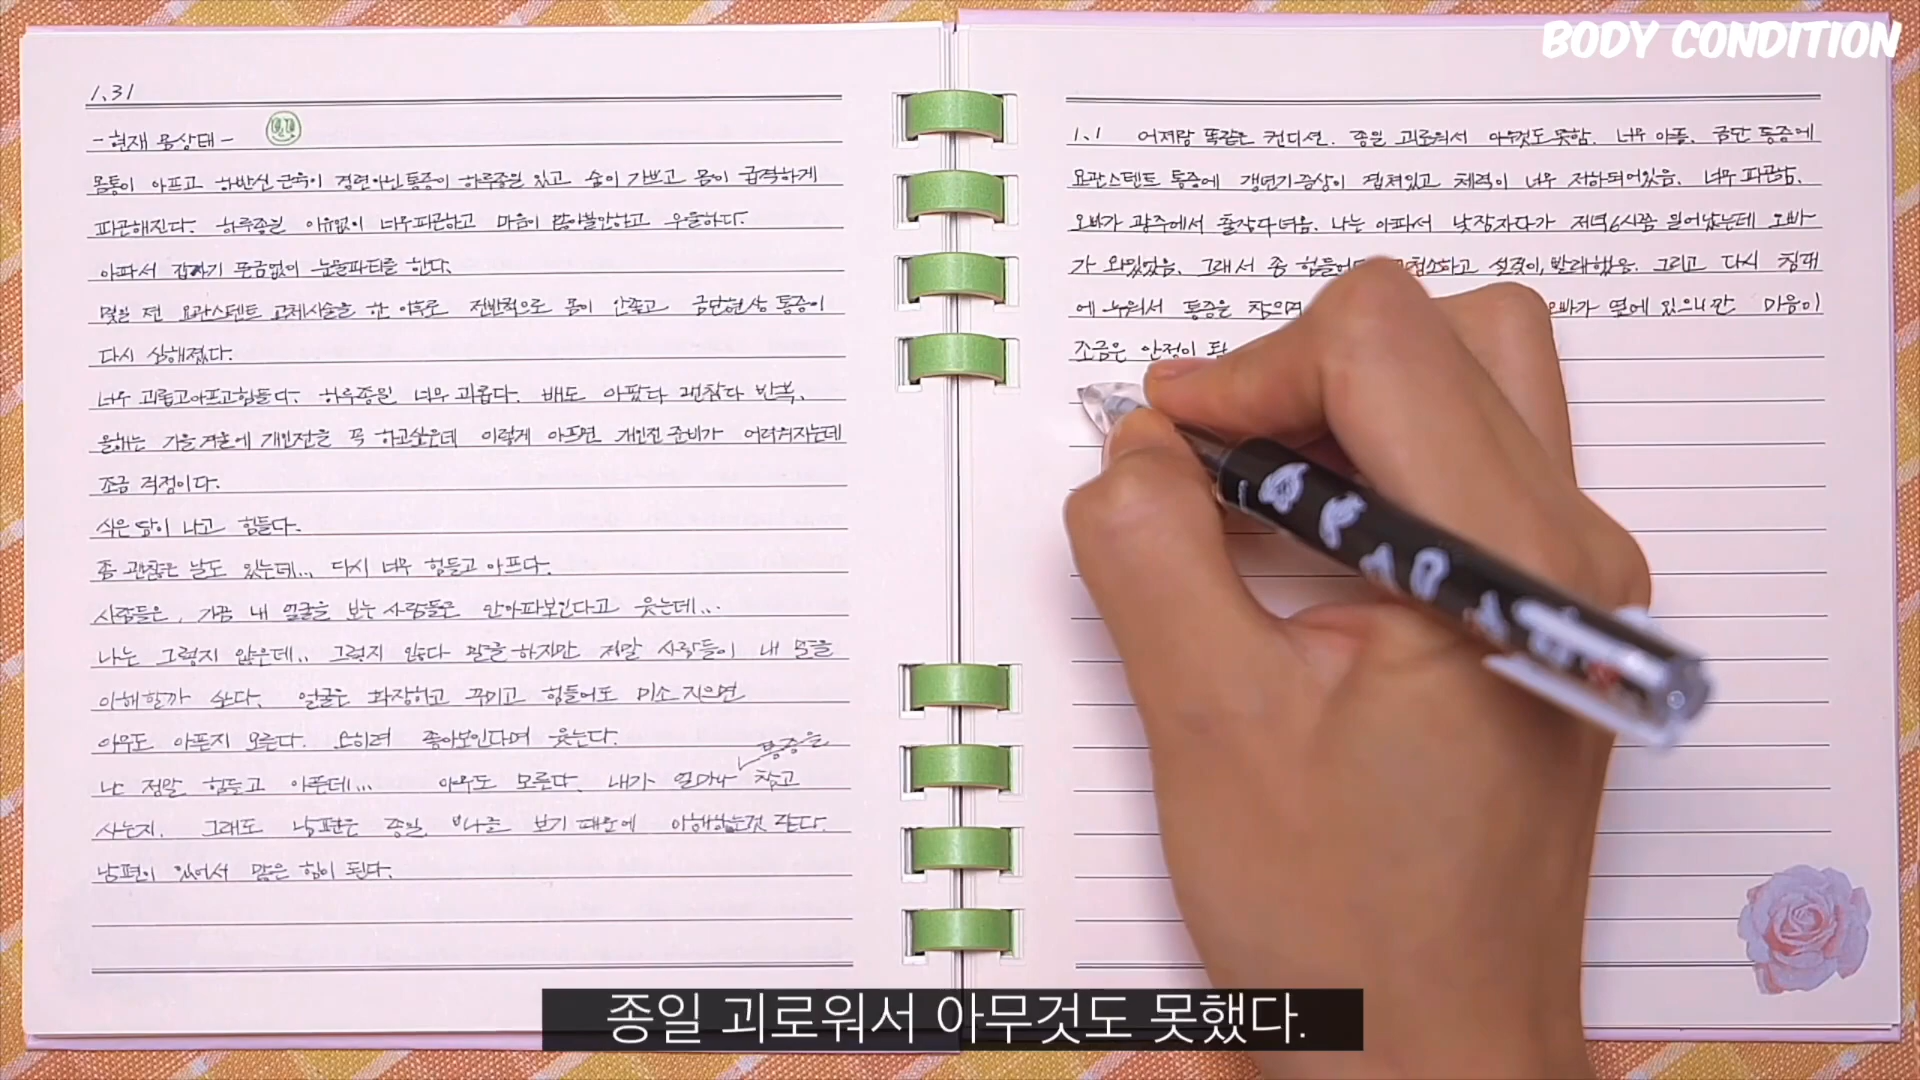 BODY CONDITION
1.31
-현재 몸상태-
몸통이 아프고 하반신 근육이 경련아닌 통증이 하루종일 있고 숨이 가쁘고 몸이 급격하게
피곤해진다. 하루종일 이유없이 너무피곤하고 마음이 많이불안하고 우울하다.
아파서 갑자기 뜬금없이 눈물파티를 한다.
몇일 전 요관스텐트 교체시술을 한 이후로 전반적으로 몸이 안좋고 금단현상 통증이
다시 심해졌다.
너무 괴롭고아프고힘들다. 하루종일 너무 괴롭다. 배도 아팠다 괜찮다 반복.
올해는 가을겨울에 개인전을 꼭 하고싶은데 이렇게 아프면 개인전 준비가 어려워지는데
조금 걱정이다.
식은땀이 나고 힘들다.
좀 괜찮은 날도 있는데... 다시 너무 힘들고 아프다.
사람들은, 가끔 내 얼굴을 보는 사람들은 안아파보인다고 웃는데...
나는 그렇지 않은데.. 그렇지 않다 말을 하지만 정말 사람들이 내 말을
이해할까 싶다. 얼굴은 화장하고 꾸미고 힘들어도 미소 지으면
아무도 아픈지 모른다. 오히려 좋아보인다며 웃는다.
통증을
난 정말 힘들고 아픈데... 아무도 모른다. 내가 얼마나 참고
사는지. 그래도 남편은 종일 나를 보기 때문에 이해하는것 같다.
남편이 있어서 많은 힘이 된다.
1.1 어제랑 똑같은 컨디션. 종일 괴로워서 아무것도 못함. 너무 아픔. 금단 통증에
요관스텐트 통증에 갱년기증상이 겹쳐있고 체력이 너무 저하되어있음. 너무 피곤함.
오빠가 광주에서 출장다녀옴. 나는 아파서 낮잠자다가 저녁6시쯤 일어났는데 오빠
가 와있었음. 그래서 좀 힘들어도 청소하고 설거지, 빨래했음. 그리고 다시 침대
에 누워서 통증을 참으며 오빠가 옆에 있으니깐 마음이
조금은 안정이 됨
종일 괴로워서 아무것도 못했다.